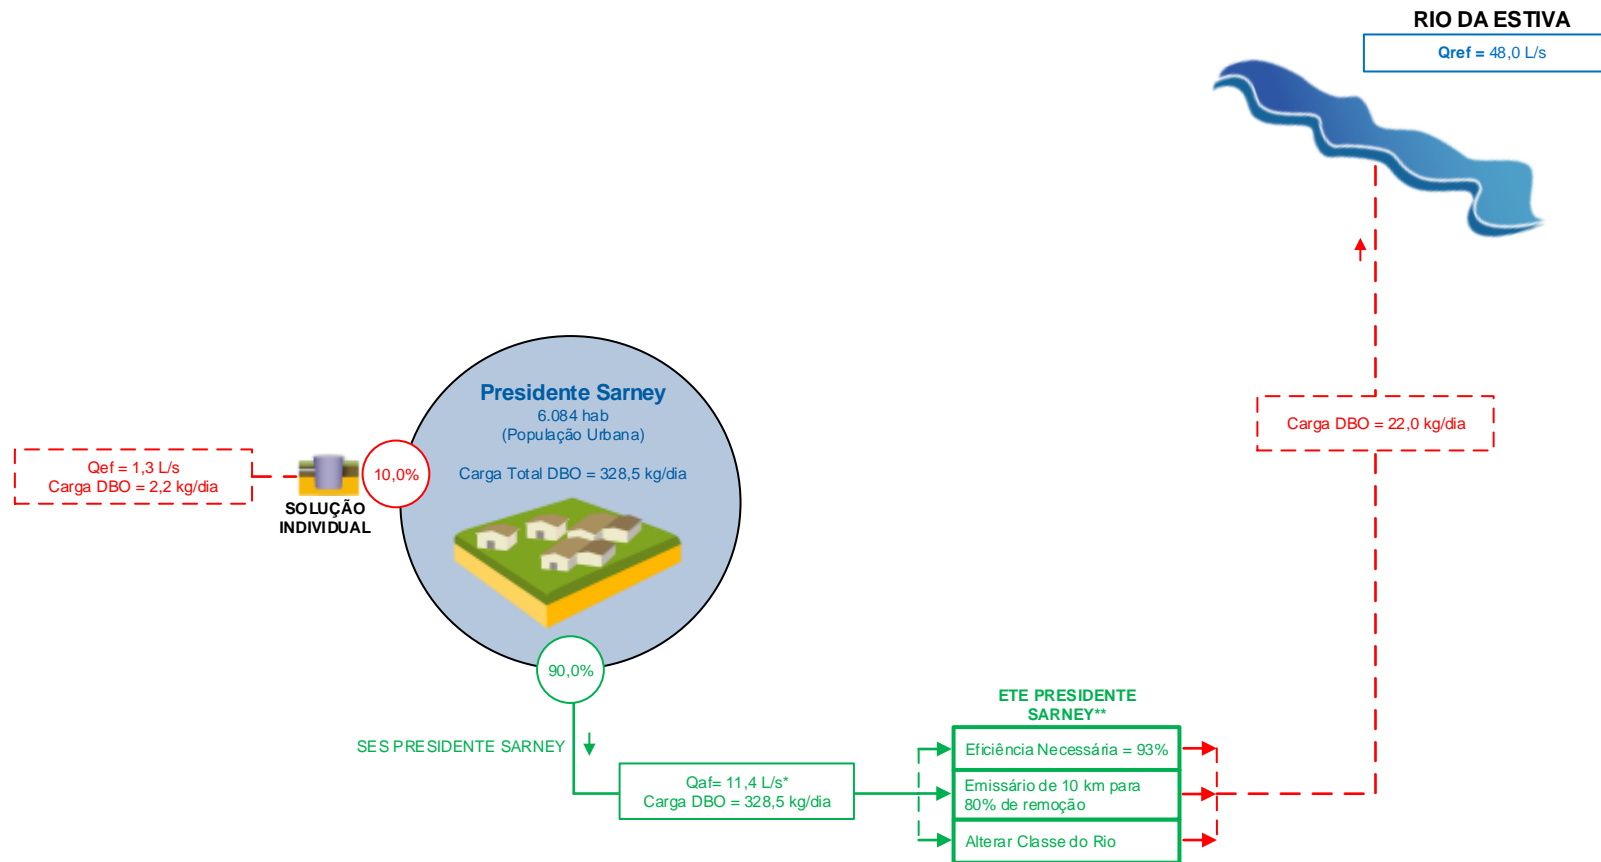 RIO DA ESTIVA
Qref = 48,0 L/s
Presidente Sarney
6.084 hab
(População Urbana)
Carga Total DBO = 328,5 kg/dia
Carga DBO = 22,0 kg/dia
Qef = 1,3 L/s
Carga DBO = 2,2 kg/dia
10,0%
SOLUÇÃO
INDIVIDUAL
90,0%
ETE PRESIDENTE
SARNEY**
SES PRESIDENTE SARNEY
Eficiência Necessária = 93%
Qaf= 11,4 L/s*
Carga DBO = 328,5 kg/dia
Emissário de 10 km para
80% de remoção
Alterar Classe do Rio